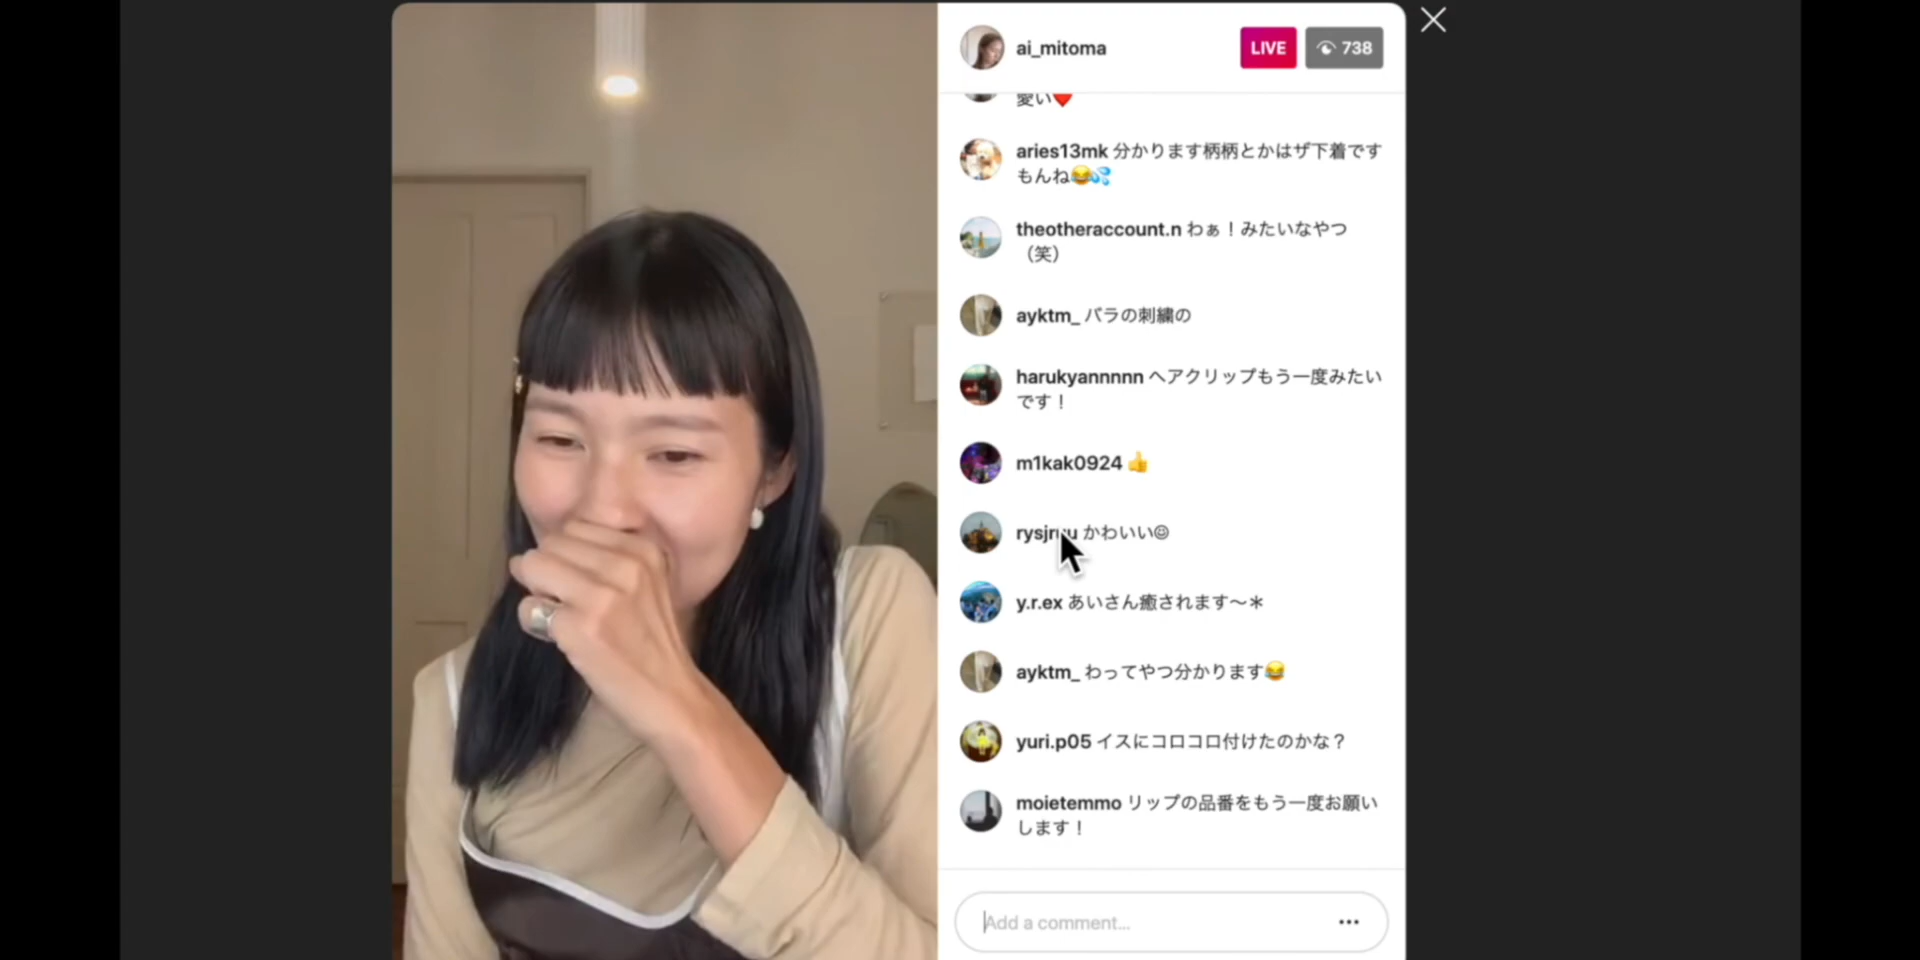 ai_mitoma
LIVE
738
愛い❤️
aries13mk 分かります柄柄とかはザ下着です
もんね😂💦
theotheraccount.n わぁ！みたいなやつ
（笑）
ayktm_ バラの刺繍の
harukyannnnn ヘアクリップもう一度みたい
です！
m1kak0924 👍
rysjruu かわいい☺
y.r.ex あいさん癒されます〜＊
ayktm_ わってやつ分かります😂
yuri.p05 イスにコロコロ付けたのかな？
moietemmo リップの品番をもう一度お願い
します！
Add a comment...